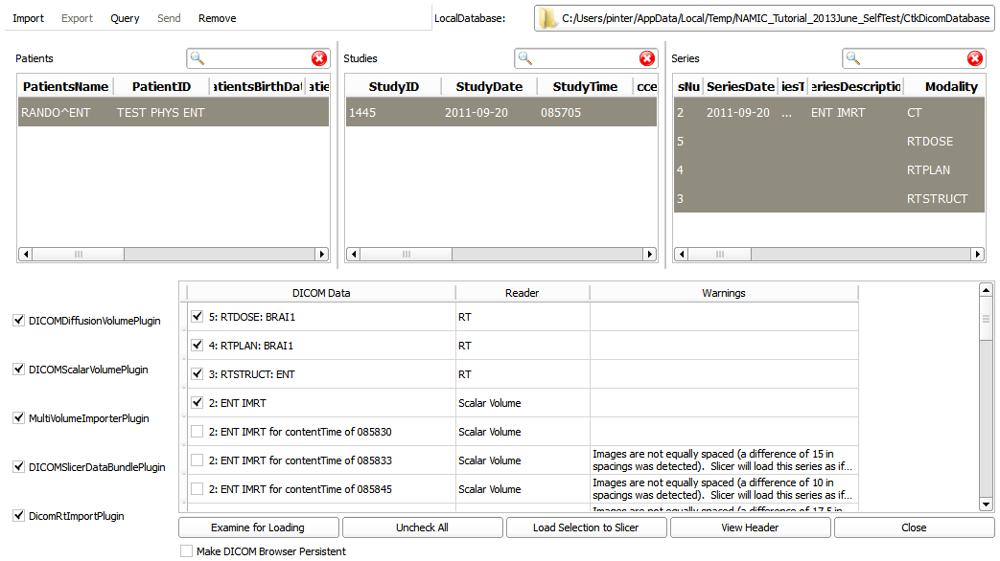 Import Export Query Send Remove LocalDatabase: C:/Users/pinter/AppData/Local/Temp/NAMIC_Tutorial_2013June_SelfTest/CtkDicomDatabase
Patients Studies Series
PatientsName PatientID atientsBirthDat atie StudyID StudyDate StudyTime cce sNu SeriesDate iesT eriesDescriptio Modality
RANDO^ENT TEST PHYS ENT 1445 2011-09-20 085705 2 2011-09-20 ... ENT IMRT CT
5 RTDOSE
4 RTPLAN
3 RTSTRUCT
DICOM Data Reader Warnings
DICOMDiffusionVolumePlugin 5: RTDOSE: BRAI1 RT
4: RTPLAN: BRAI1 RT
DICOMScalarVolumePlugin 3: RTSTRUCT: ENT RT
2: ENT IMRT Scalar Volume
MultiVolumeImporterPlugin 2: ENT IMRT for contentTime of 085830 Scalar Volume
DICOMSlicerDataBundlePlugin 2: ENT IMRT for contentTime of 085833 Scalar Volume Images are not equally spaced (a difference of 15 in
spacings was detected). Slicer will load this series as if...
2: ENT IMRT for contentTime of 085845 Scalar Volume Images are not equally spaced (a difference of 10 in
spacings was detected). Slicer will load this series as if...
Images are not equally spaced (a difference of 17.5 in
DicomRtImportPlugin
Examine for Loading Uncheck All Load Selection to Slicer View Header Close
Make DICOM Browser Persistent